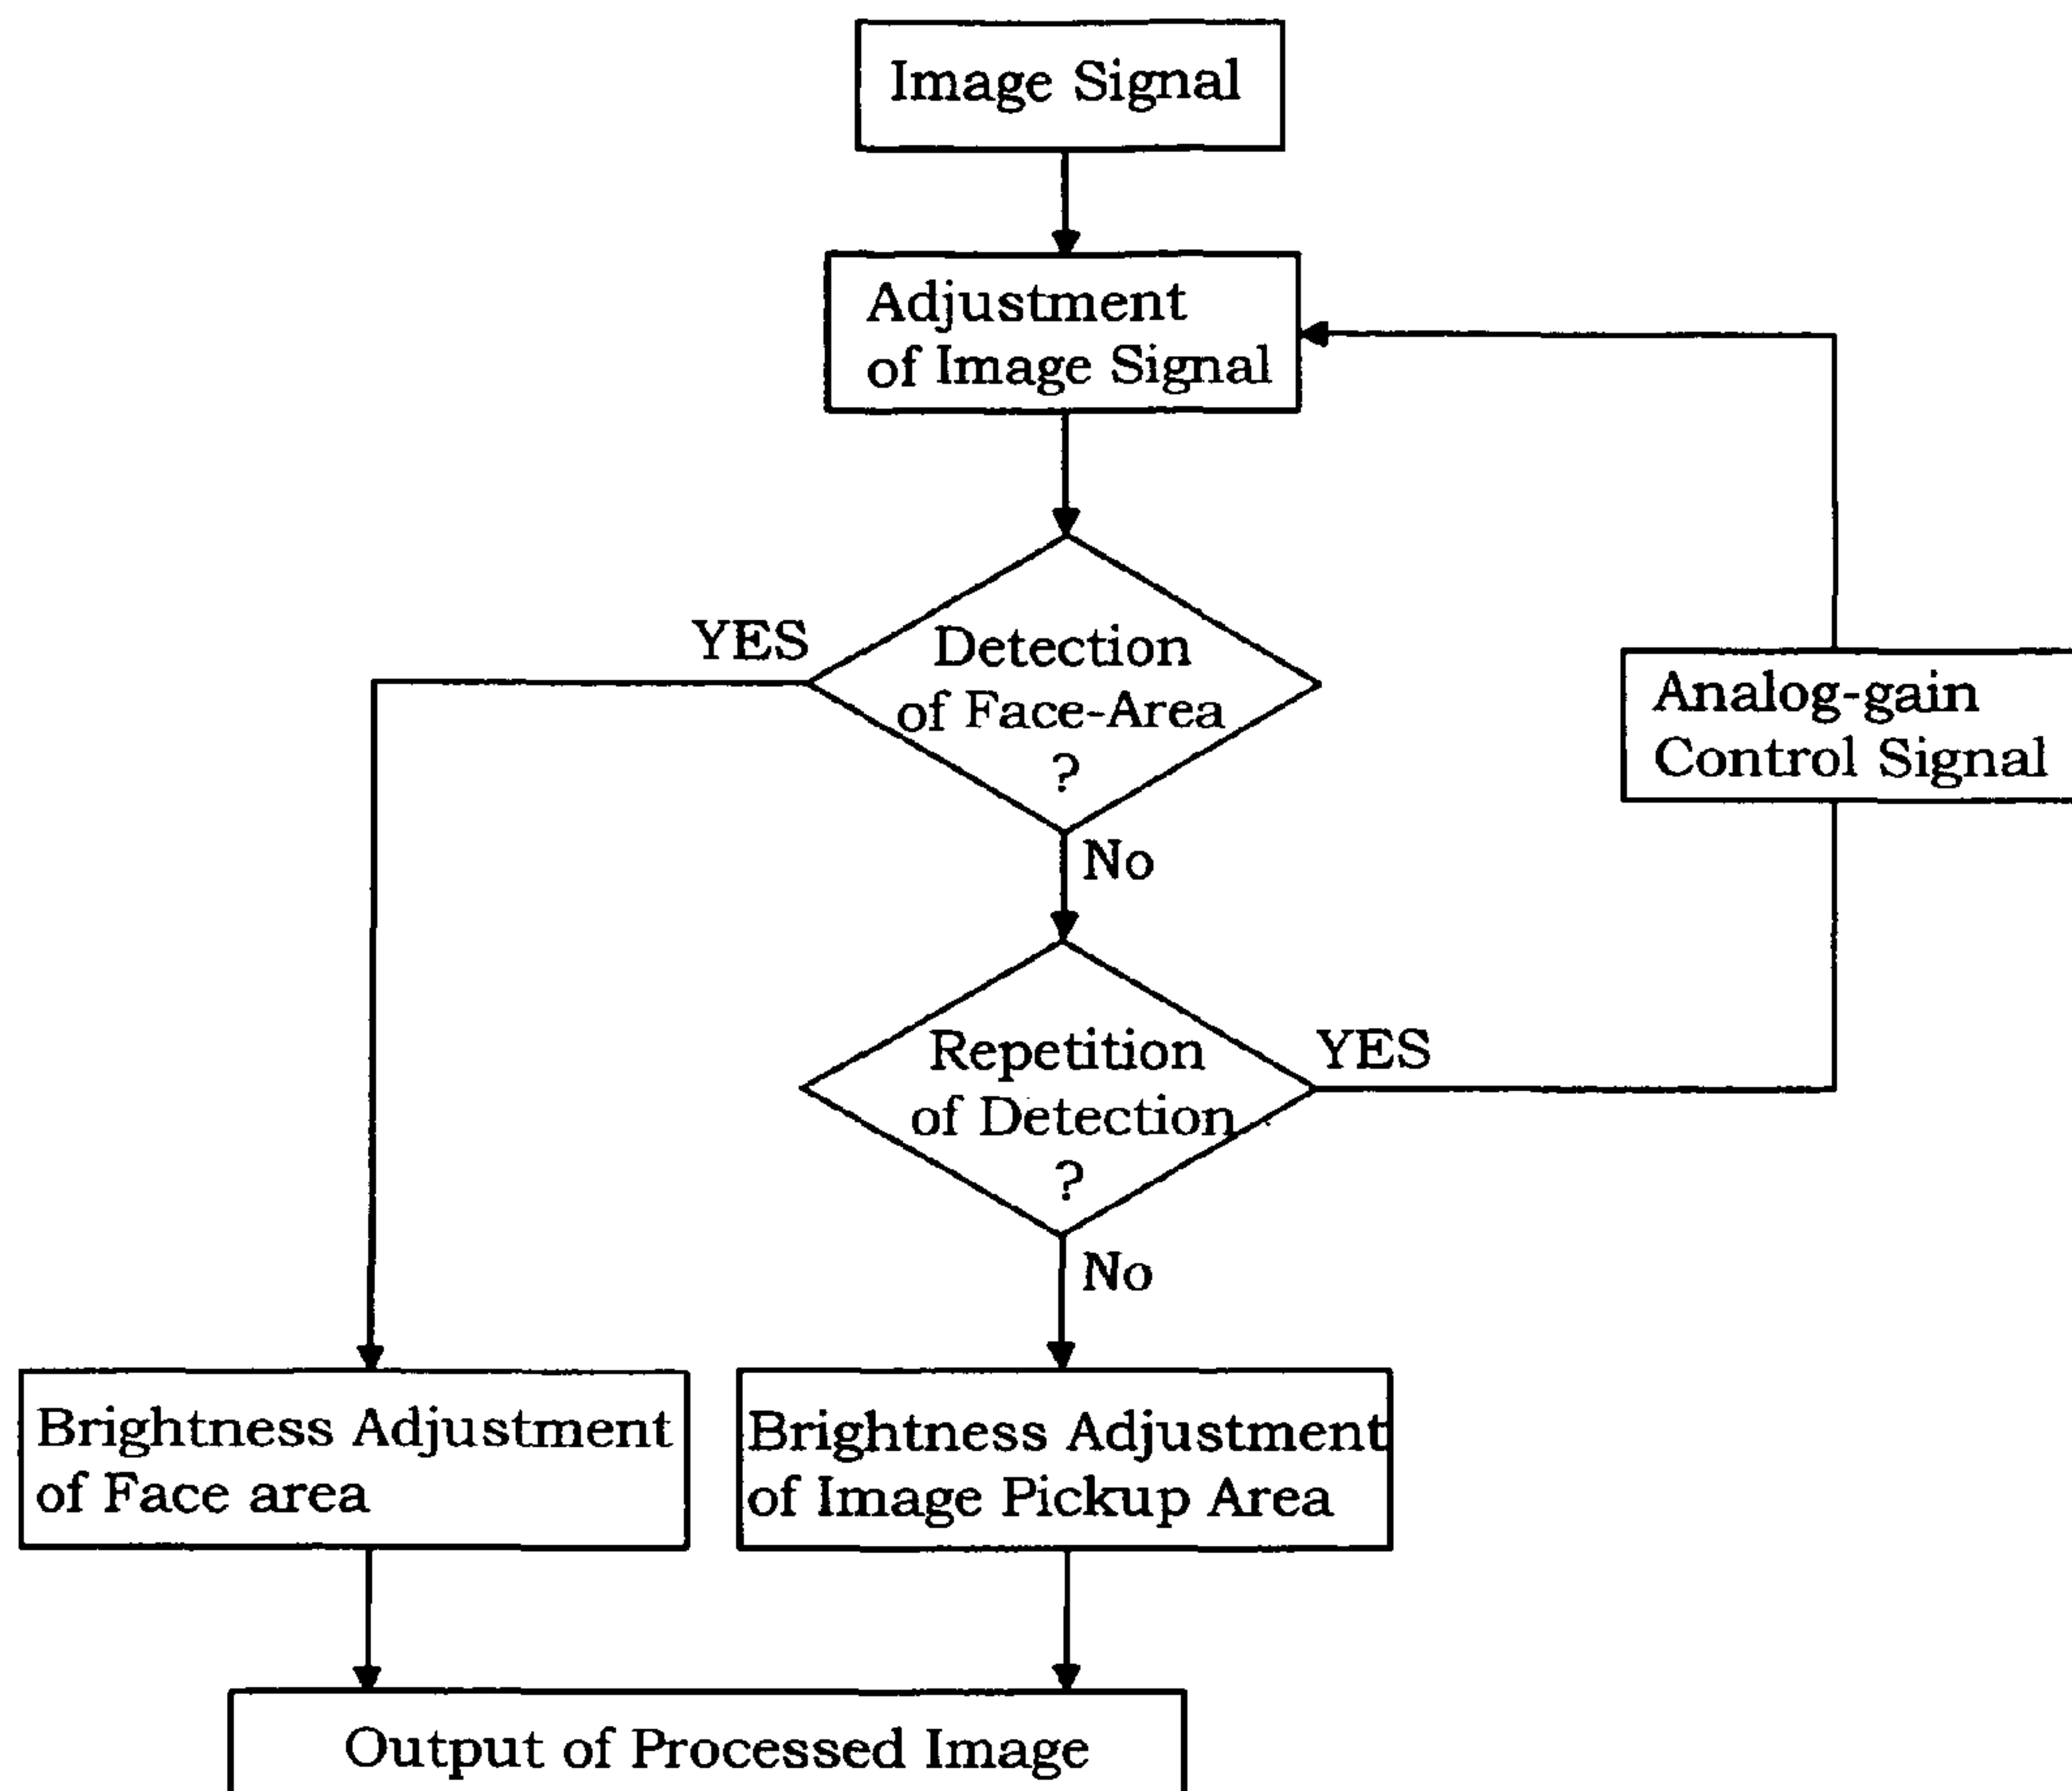 Image Signal
Adjustment
of Image Signal
YES
Detection
of Face-Area
?
Analog-gain
Control Signal
No
Repetition
of Detection
?
YES
No
Brightness Adjustment
of Face area
Brightness Adjustment
of Image Pickup Area
Output of Processed Image